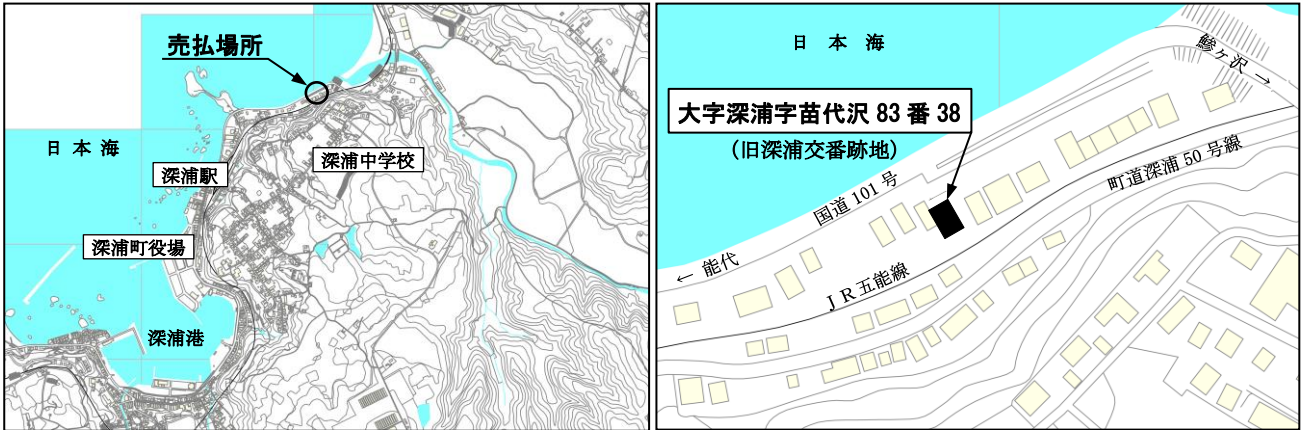 売払場所
日本海
深浦中学校
深浦駅
深浦町役場
深浦港
日本海
鰺ヶ沢 →
大字深浦字苗代沢 83 番 38
(旧深浦交番跡地)
国道 101 号
町道深浦 50 号線
← 能代
JR五能線